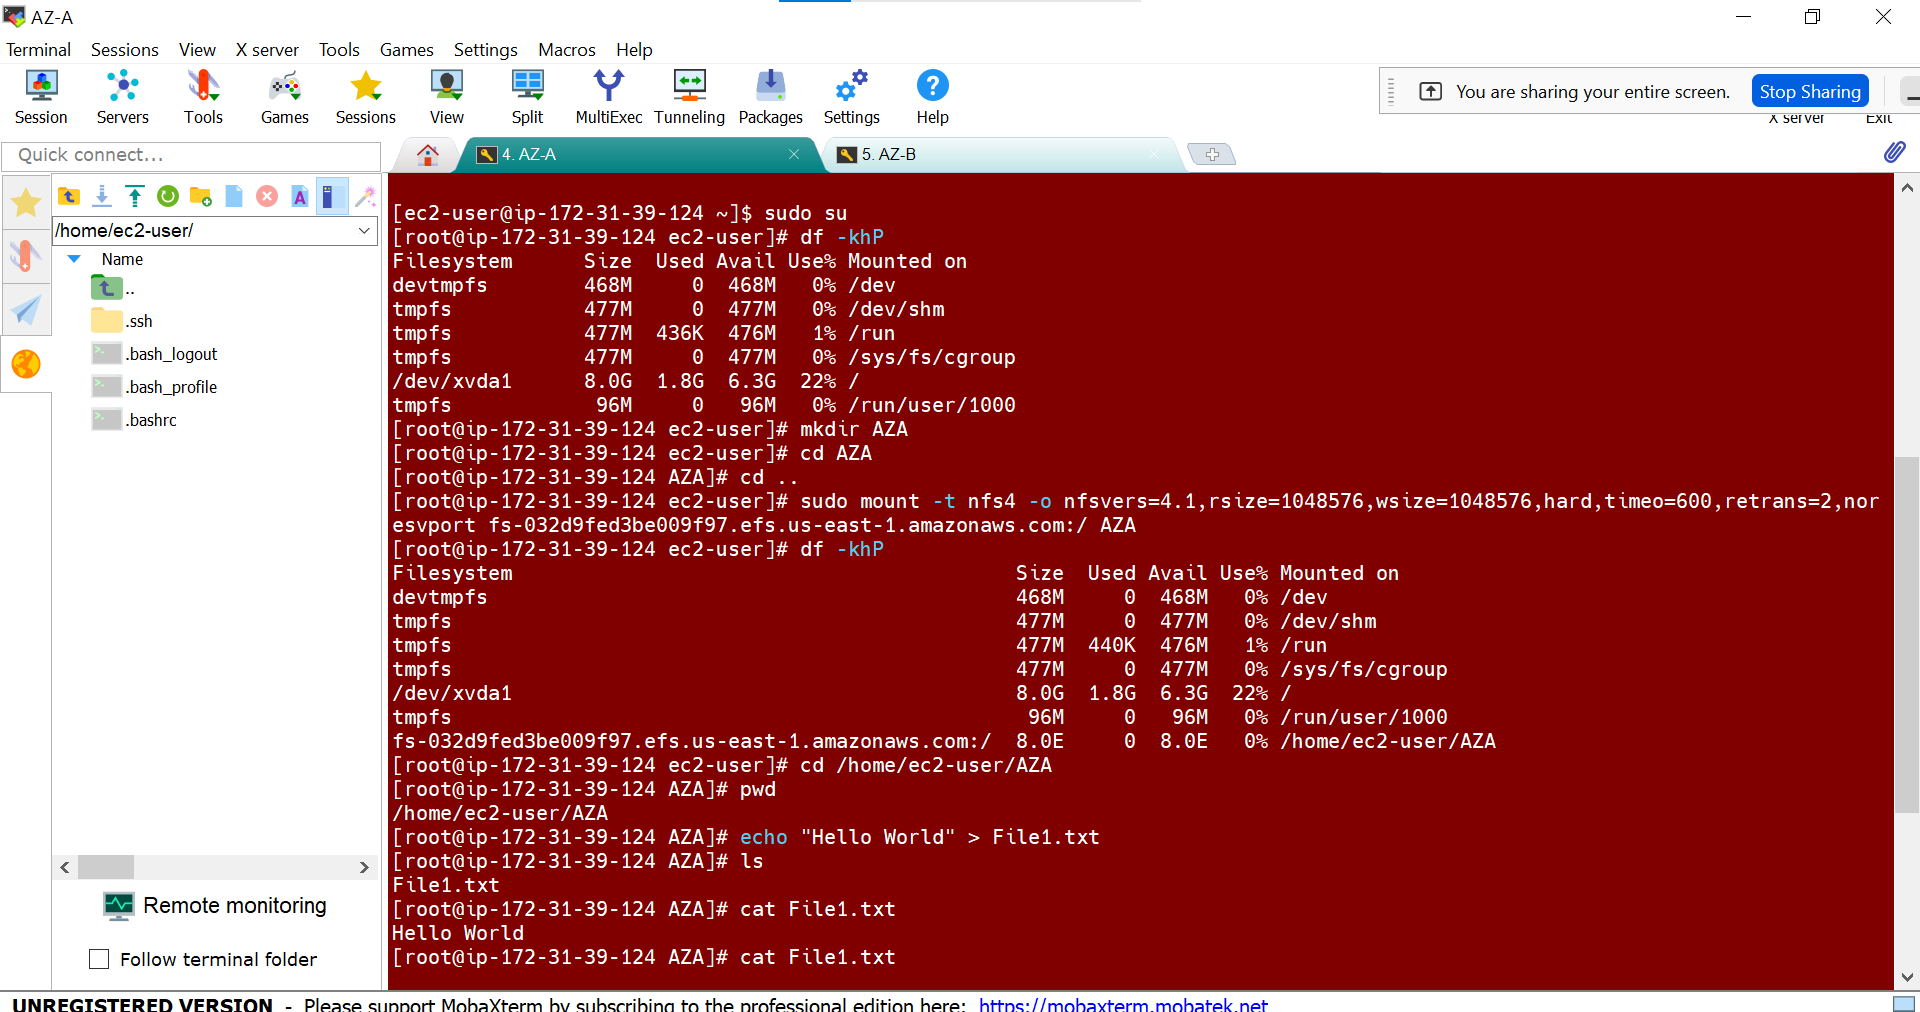 AZ-A
Terminal Sessions View X server Tools Games Settings Macros Help
Session Servers Tools Games Sessions View Split MultiExec Tunneling Packages Settings Help
You are sharing your entire screen. Stop Sharing
X server Exit
Quick connect...
4. AZ-A
5. AZ-B
/home/ec2-user/
Name
..
.ssh
.bash_logout
.bash_profile
.bashrc
Remote monitoring
Follow terminal folder
[ec2-user@ip-172-31-39-124 ~]$ sudo su
[root@ip-172-31-39-124 ec2-user]# df -khP
Filesystem      Size  Used Avail Use% Mounted on
devtmpfs        468M     0  468M   0% /dev
tmpfs           477M     0  477M   0% /dev/shm
tmpfs           477M  436K  476M   1% /run
tmpfs           477M     0  477M   0% /sys/fs/cgroup
/dev/xvda1      8.0G  1.8G  6.3G  22% /
tmpfs            96M     0   96M   0% /run/user/1000
[root@ip-172-31-39-124 ec2-user]# mkdir AZA
[root@ip-172-31-39-124 ec2-user]# cd AZA
[root@ip-172-31-39-124 AZA]# cd ..
[root@ip-172-31-39-124 ec2-user]# sudo mount -t nfs4 -o nfsvers=4.1,rsize=1048576,wsize=1048576,hard,timeo=600,retrans=2,nor
esvport fs-032d9fed3be009f97.efs.us-east-1.amazonaws.com:/ AZA
[root@ip-172-31-39-124 ec2-user]# df -khP
Filesystem                                          Size  Used Avail Use% Mounted on
devtmpfs                                            468M     0  468M   0% /dev
tmpfs                                               477M     0  477M   0% /dev/shm
tmpfs                                               477M  440K  476M   1% /run
tmpfs                                               477M     0  477M   0% /sys/fs/cgroup
/dev/xvda1                                          8.0G  1.8G  6.3G  22% /
tmpfs                                                96M     0   96M   0% /run/user/1000
fs-032d9fed3be009f97.efs.us-east-1.amazonaws.com:/  8.0E     0  8.0E   0% /home/ec2-user/AZA
[root@ip-172-31-39-124 ec2-user]# cd /home/ec2-user/AZA
[root@ip-172-31-39-124 AZA]# pwd
/home/ec2-user/AZA
[root@ip-172-31-39-124 AZA]# echo "Hello World" > File1.txt
[root@ip-172-31-39-124 AZA]# ls
File1.txt
[root@ip-172-31-39-124 AZA]# cat File1.txt
Hello World
[root@ip-172-31-39-124 AZA]# cat File1.txt
UNREGISTERED VERSION - Please support MobaXterm by subscribing to the professional edition here: https://mobaxterm.mobatek.net